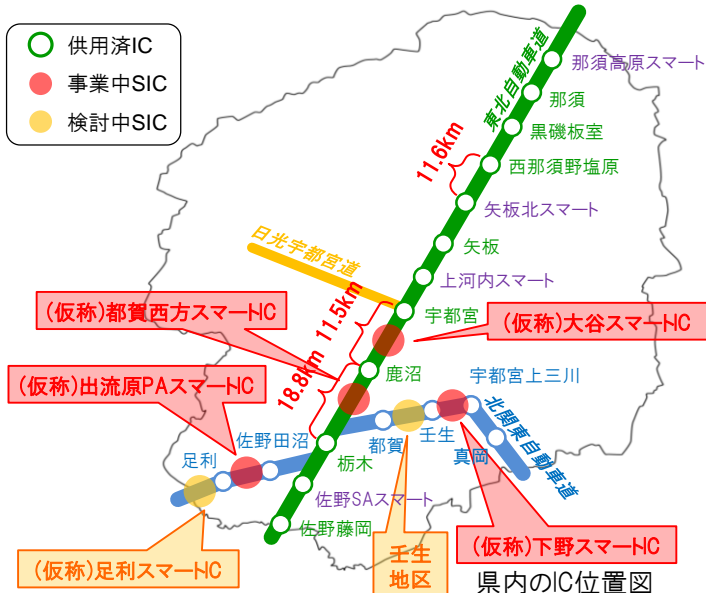 供用済IC
事業中SIC
検討中SIC
東北自動車道
那須高原スマート
那須
黒磯板室
西那須野塩原
11.6km
矢板北スマート
矢板
日光宇都宮道
上河内スマート
宇都宮
(仮称)都賀西方スマートIC
11.5km
(仮称)大谷スマートIC
鹿沼
18.8km
(仮称)出流原PAスマートIC
宇都宮上三川
北関東自動車道
佐野田沼
都賀
壬生
真岡
足利
栃木
佐野SAスマート
佐野藤岡
(仮称)足利スマートIC
壬生
地区
(仮称)下野スマートIC
県内のIC位置図